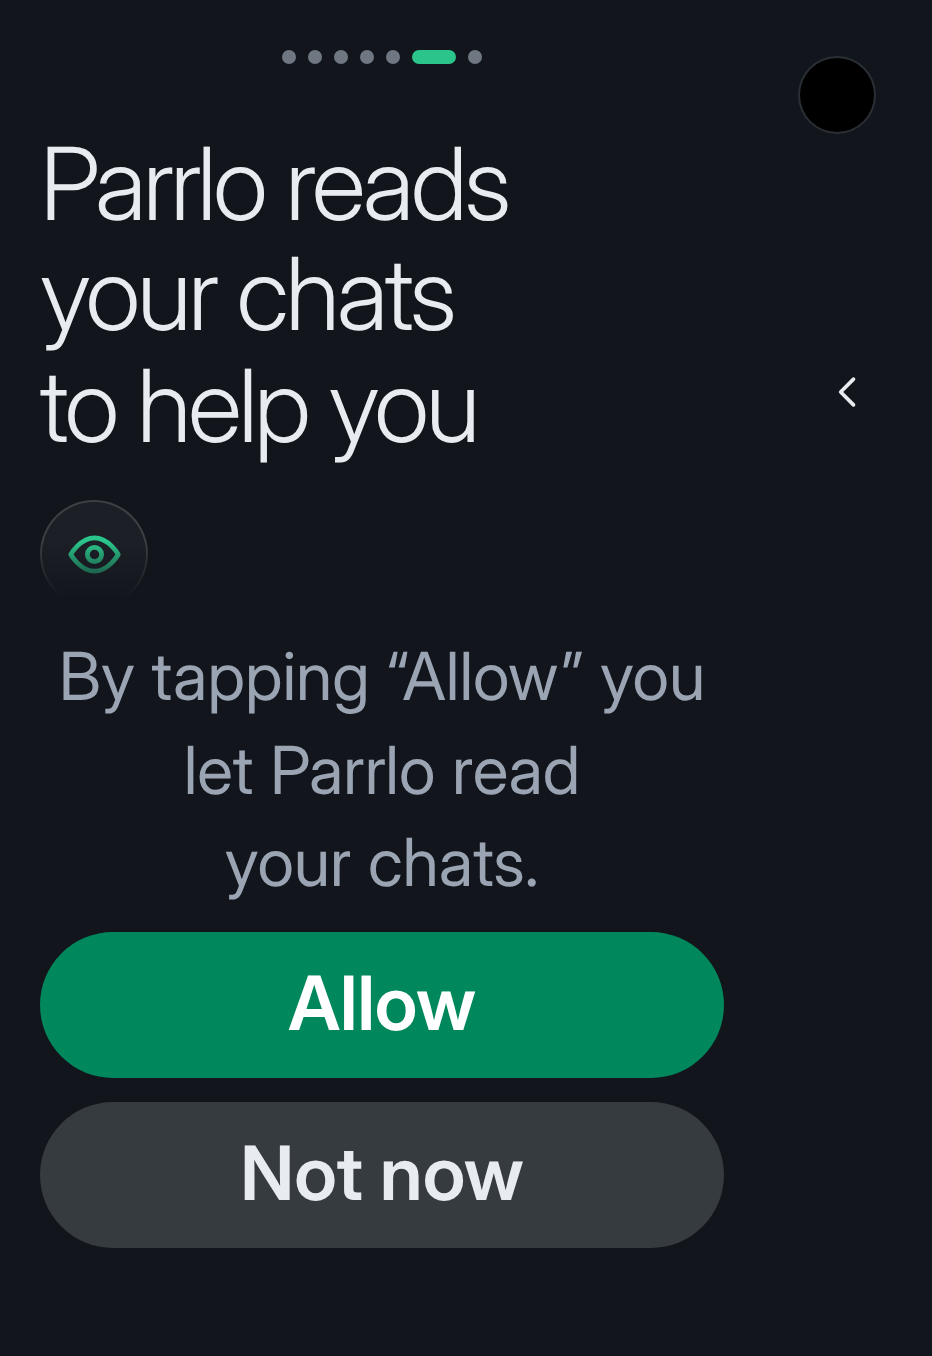 Parrlo reads
your chats
to help you
By tapping “Allow” you
let Parrlo read
your chats.
Allow
Not now